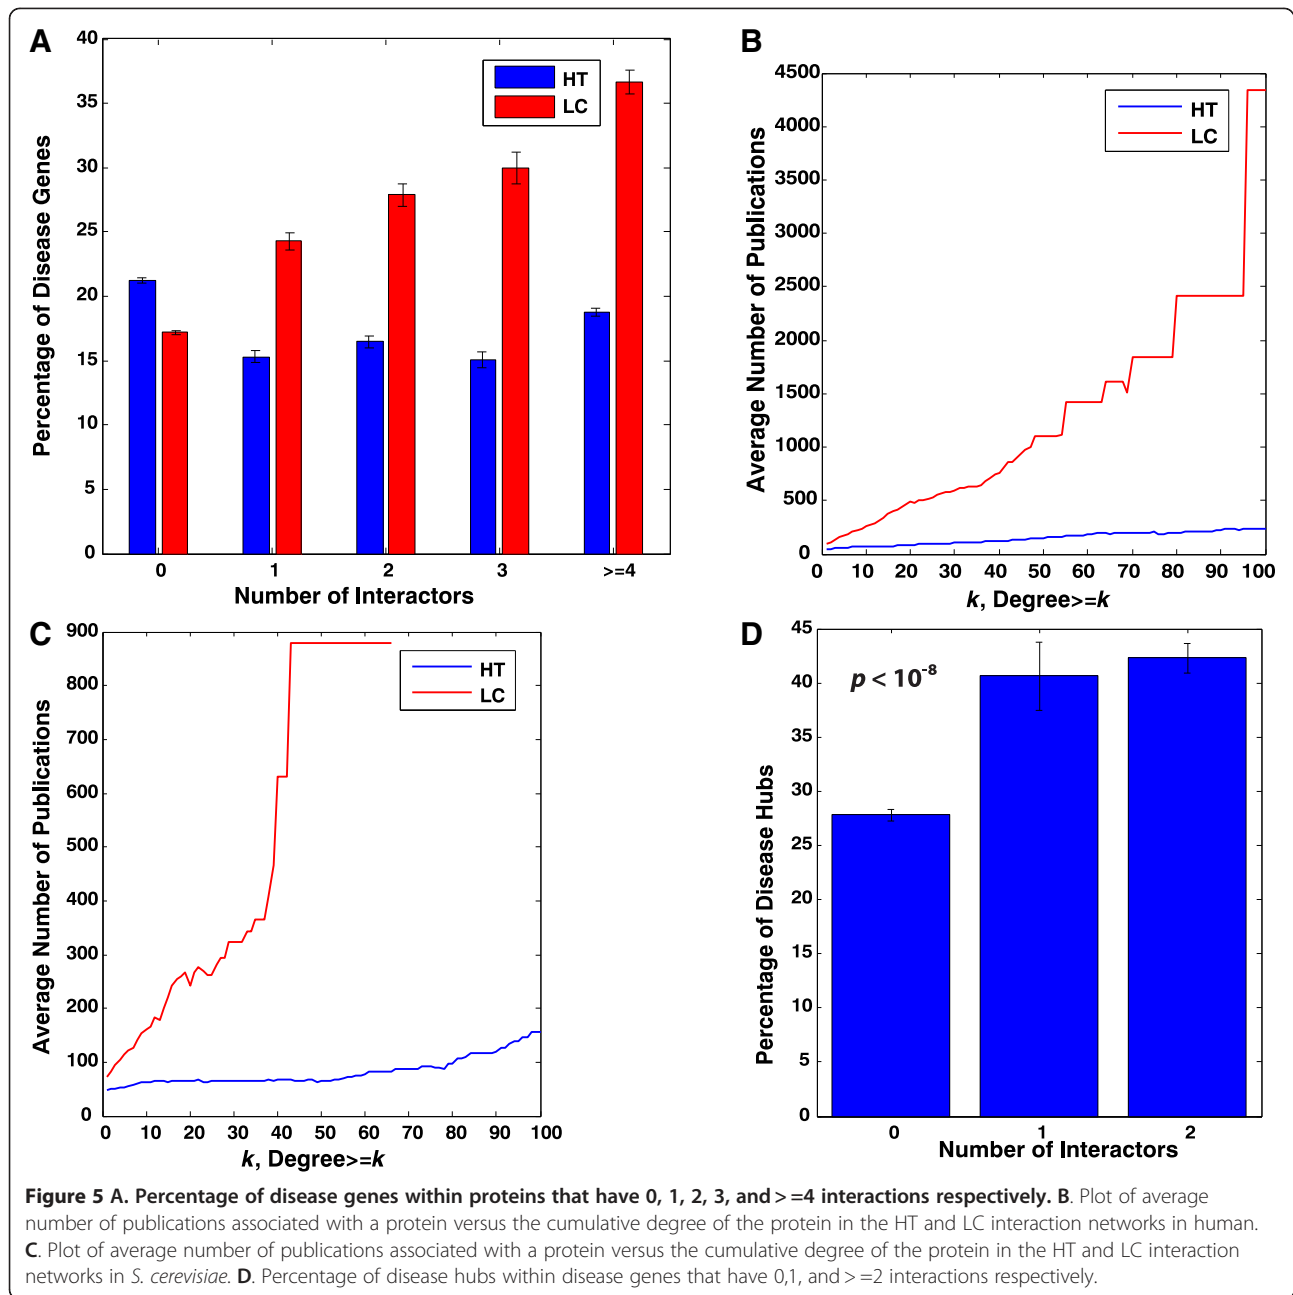 A
40
35
30
25
20
15
10
5
0
Percentage of Disease Genes
HT
LC
0 1 2 3 >=4
Number of Interactors
B
4500
4000
3500
3000
2500
2000
1500
1000
500
0
Average Number of Publications
HT
LC
0 10 20 30 40 50 60 70 80 90 100
k, Degree>=k
C
900
800
700
600
500
400
300
200
100
0
Average Number of Publications
HT
LC
0 10 20 30 40 50 60 70 80 90 100
k, Degree>=k
D
45
40
35
30
25
20
15
10
5
0
Percentage of Disease Hubs
p < 10-8
0 1 2
Number of Interactors
Figure 5 A. Percentage of disease genes within proteins that have 0, 1, 2, 3, and > =4 interactions respectively. B. Plot of average
number of publications associated with a protein versus the cumulative degree of the protein in the HT and LC interaction networks in human.
C. Plot of average number of publications associated with a protein versus the cumulative degree of the protein in the HT and LC interaction
networks in S. cerevisiae. D. Percentage of disease hubs within disease genes that have 0,1, and > =2 interactions respectively.